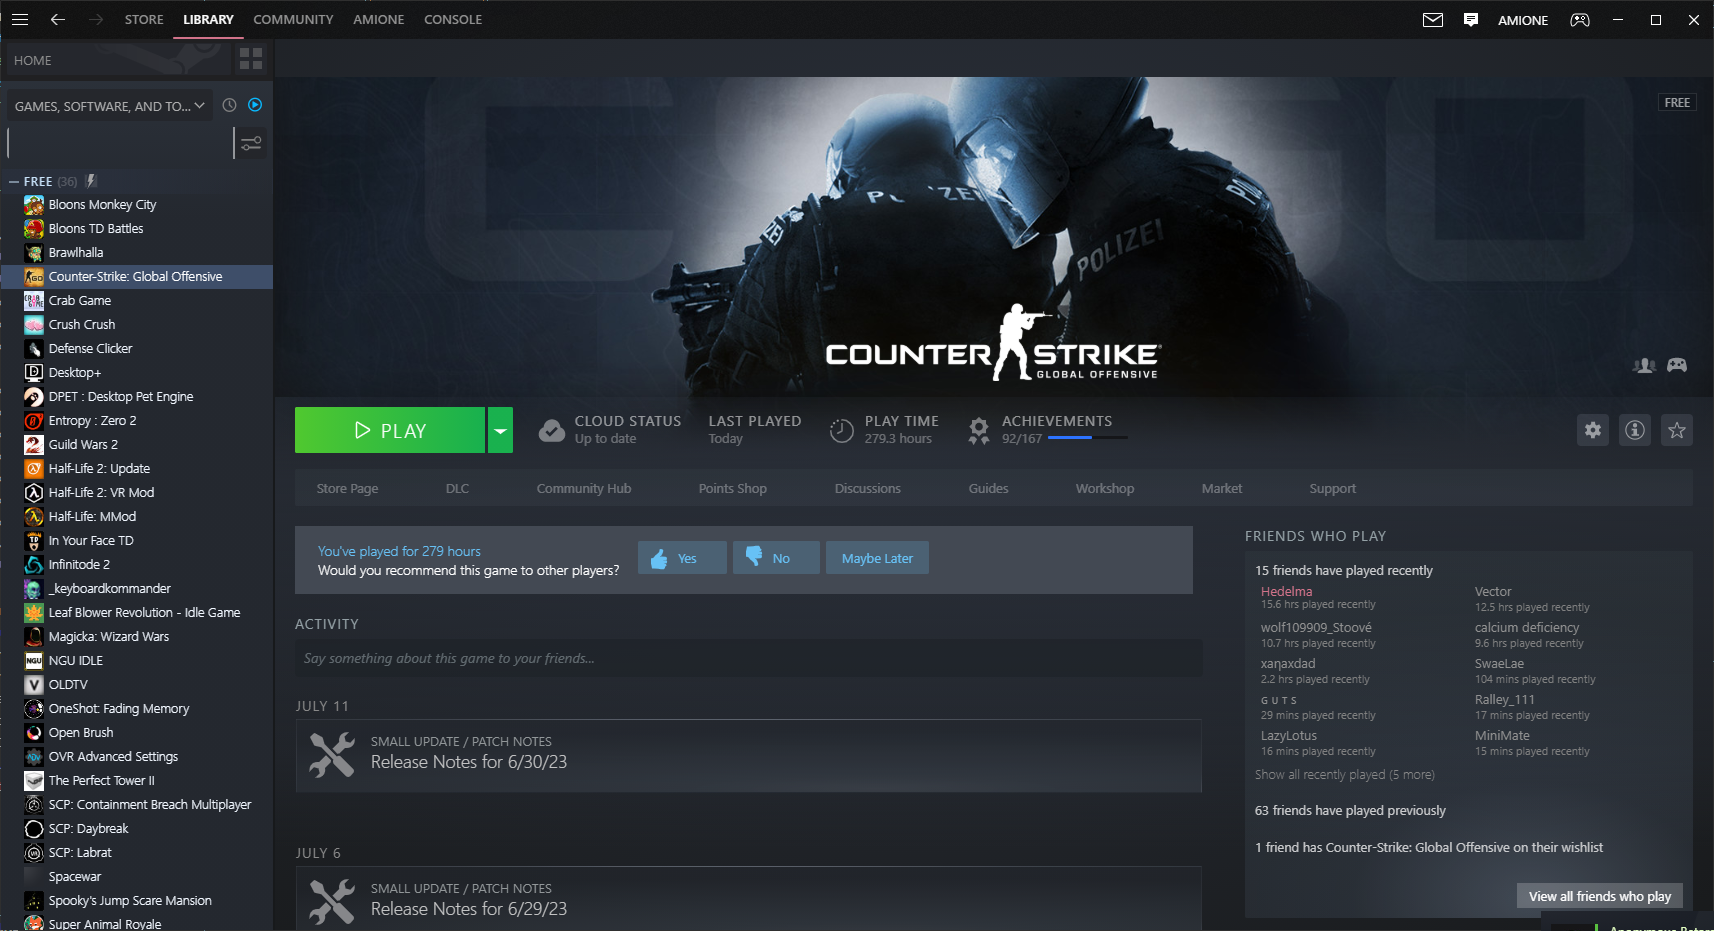 STORE LIBRARY COMMUNITY AMIONE CONSOLE
AMIONE
HOME
GAMES, SOFTWARE, AND TO...
FREE (36)
Bloons Monkey City
Bloons TD Battles
Brawlhalla
Counter-Strike: Global Offensive
Crab Game
Crush Crush
Defense Clicker
Desktop+
DPET : Desktop Pet Engine
Entropy : Zero 2
Guild Wars 2
Half-Life 2: Update
Half-Life 2: VR Mod
Half-Life: MMod
In Your Face TD
Infinitode 2
_keyboardkommander
Leaf Blower Revolution - Idle Game
Magicka: Wizard Wars
NGU IDLE
OLDTV
OneShot: Fading Memory
Open Brush
OVR Advanced Settings
The Perfect Tower II
SCP: Containment Breach Multiplayer
SCP: Daybreak
SCP: Labrat
Spacewar
Spooky's Jump Scare Mansion
Super Animal Royale
FREE
POLIZEI
COUNTER STRIKE
GLOBAL OFFENSIVE
PLAY
CLOUD STATUS
Up to date
LAST PLAYED
Today
PLAY TIME
279.3 hours
ACHIEVEMENTS
92/167
Store Page DLC Community Hub Points Shop Discussions Guides Workshop Market Support
You've played for 279 hours
Would you recommend this game to other players?
Yes No Maybe Later
ACTIVITY
Say something about this game to your friends...
JULY 11
SMALL UPDATE / PATCH NOTES
Release Notes for 6/30/23
JULY 6
SMALL UPDATE / PATCH NOTES
Release Notes for 6/29/23
FRIENDS WHO PLAY
15 friends have played recently
Hedelma
15.6 hrs played recently
Vector
12.5 hrs played recently
wolf109909_Stoové
10.7 hrs played recently
calcium deficiency
9.6 hrs played recently
xaηaxdad
2.2 hrs played recently
SwaeLae
104 mins played recently
G U T S
29 mins played recently
Ralley_111
17 mins played recently
LazyLotus
16 mins played recently
MiniMate
15 mins played recently
Show all recently played (5 more)
63 friends have played previously
1 friend has Counter-Strike: Global Offensive on their wishlist
View all friends who play